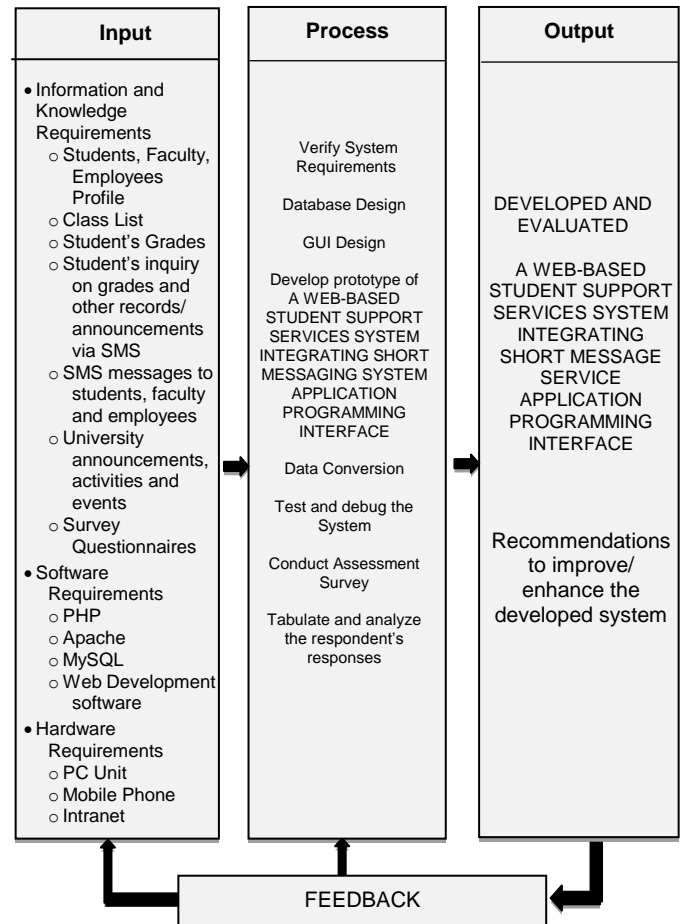 Input
• Information and
Knowledge
Requirements
o Students, Faculty,
Employees
Profile
o Class List
o Student's Grades
o Student's inquiry
on grades and
other records/
announcements
via SMS
o SMS messages to
students, faculty
and employees
o University
announcements,
activities and
events
o Survey
Questionnaires
• Software
Requirements
o PHP
o Apache
o MySQL
o Web Development
software
• Hardware
Requirements
o PC Unit
o Mobile Phone
o Intranet
Process
Verify System
Requirements
Database Design
GUI Design
Develop prototype of
A WEB-BASED
STUDENT SUPPORT
SERVICES SYSTEM
INTEGRATING SHORT
MESSAGING SYSTEM
APPLICATION
PROGRAMMING
INTERFACE
Data Conversion
Test and debug the
System
Conduct Assessment
Survey
Tabulate and analyze
the respondent's
responses
Output
DEVELOPED AND
EVALUATED
A WEB-BASED
STUDENT SUPPORT
SERVICES SYSTEM
INTEGRATING
SHORT MESSAGE
SERVICE
APPLICATION
PROGRAMMING
INTERFACE
Recommendations
to improve/
enhance the
developed system
FEEDBACK